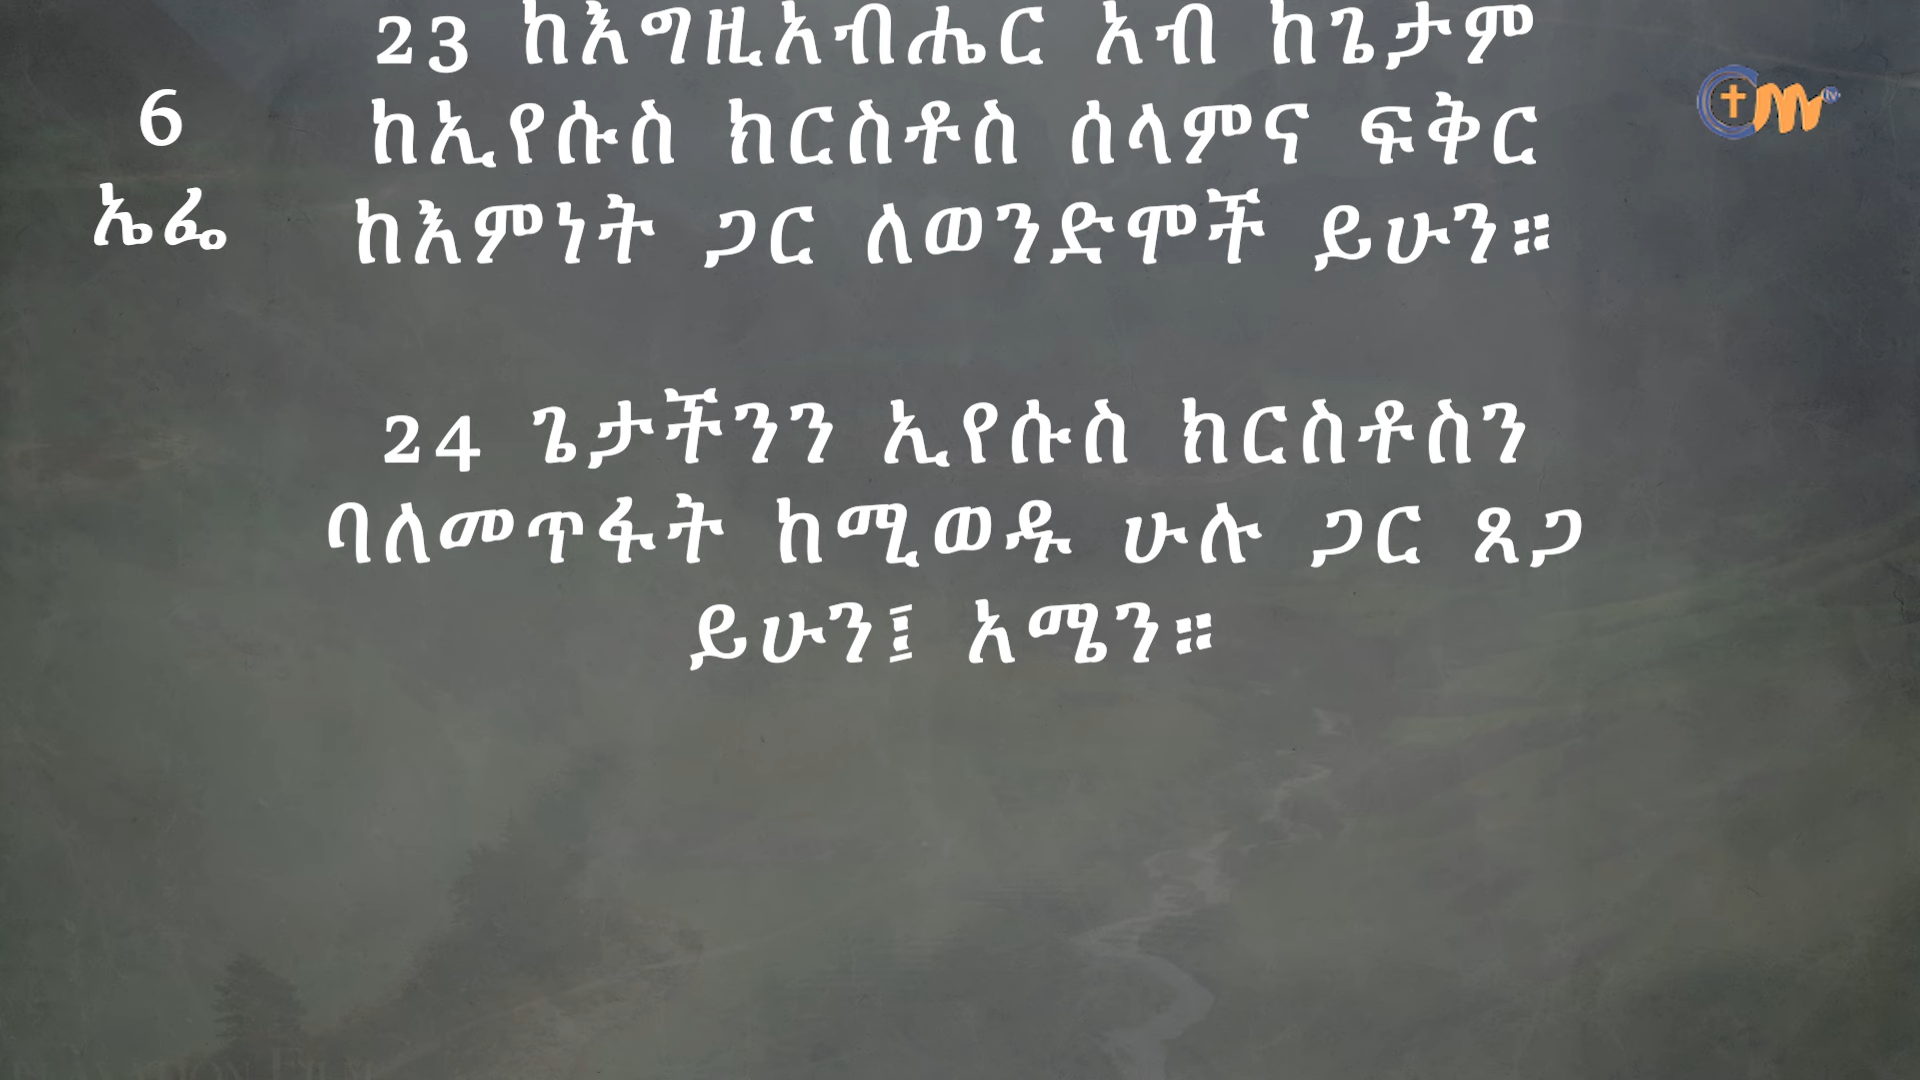 6
ኤፌ
23 ከእግዚአብሔር አብ ከጌታም
ከኢየሱስ ክርስቶስ ሰላምና ፍቅር
ከእምነት ጋር ለወንድሞች ይሁን።
24 ጌታችንን ኢየሱስ ክርስቶስን
ባለመጥፋት ከሚወዱ ሁሉ ጋር ጸጋ
ይሁን፤ አሜን።